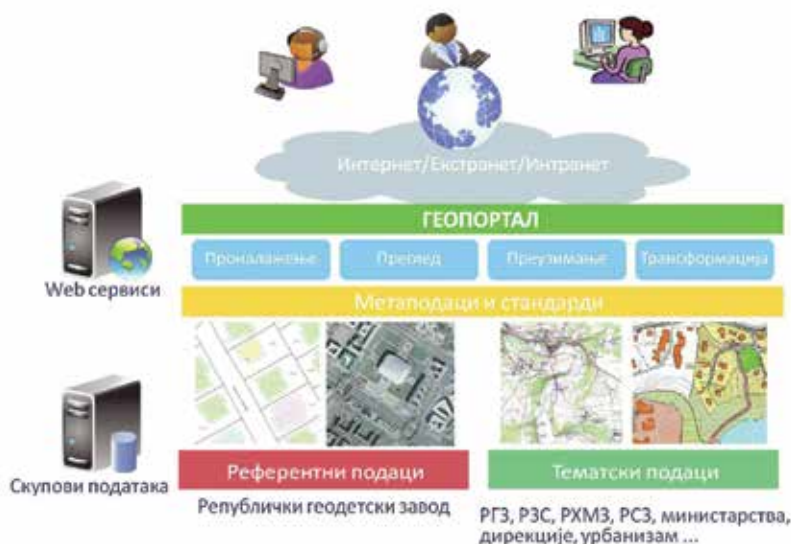 Интернет/Екстранет/Интранет
ГЕОПОРТАЛ
Проналажење Преглед Преузимање Трансформација
Web сервиси
Метаподаци и стандарди
Референтни подаци Тематски подаци
Скупови података
Републички геодетски завод
РГЗ, РЗС, РХМЗ, РСЗ, министарства,
дирекције, урбанизам ...